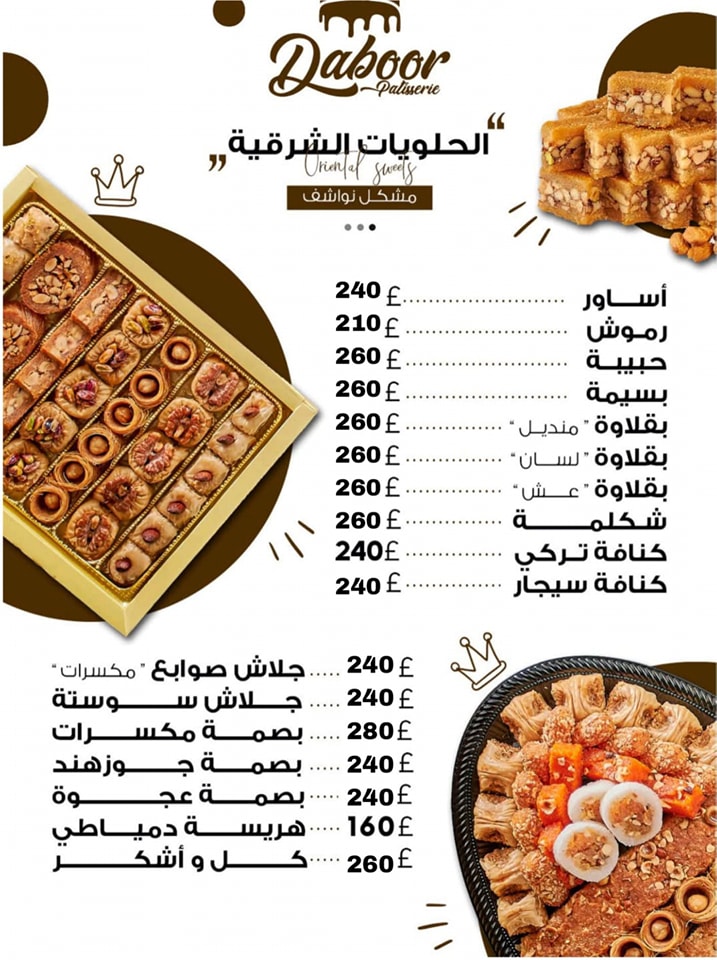 Daboor
Patisserie
“الحلويات الشرقية„
Oriental sweets
مشكل نواشف
أساور ........................ £ 240
رموش ........................ £ 210
حبيبة ........................ £ 260
بسيمة ........................ £ 260
بقلاوة “ منديل “ ............... £ 260
بقلاوة “ لسان “ ............... £ 260
بقلاوة “ عش “ ............... £ 260
شكلمة ............... £ 260
كنافة تركي ............... £ 240
كنافة سيجار ............... £ 240
جلاش صوابع “ مكسرات “ ..... 240 £
جلاش سوستة ..... 240 £
بصمة مكسرات ..... 280 £
بصمة جوزهند ..... 240 £
بصمة عجوة ..... 240 £
هريسة دمياطي ..... 160 £
كل و أشكر ..... 260 £